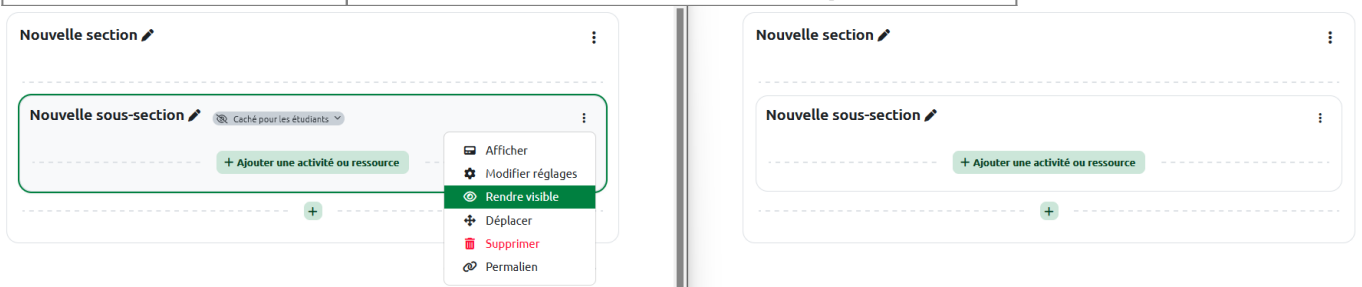 Nouvelle section
Nouvelle sous-section Caché pour les étudiants
+ Ajouter une activité ou ressource
Afficher
Modifier réglages
Rendre visible
Déplacer
Supprimer
Permalien
+
Nouvelle section
Nouvelle sous-section
+ Ajouter une activité ou ressource
+